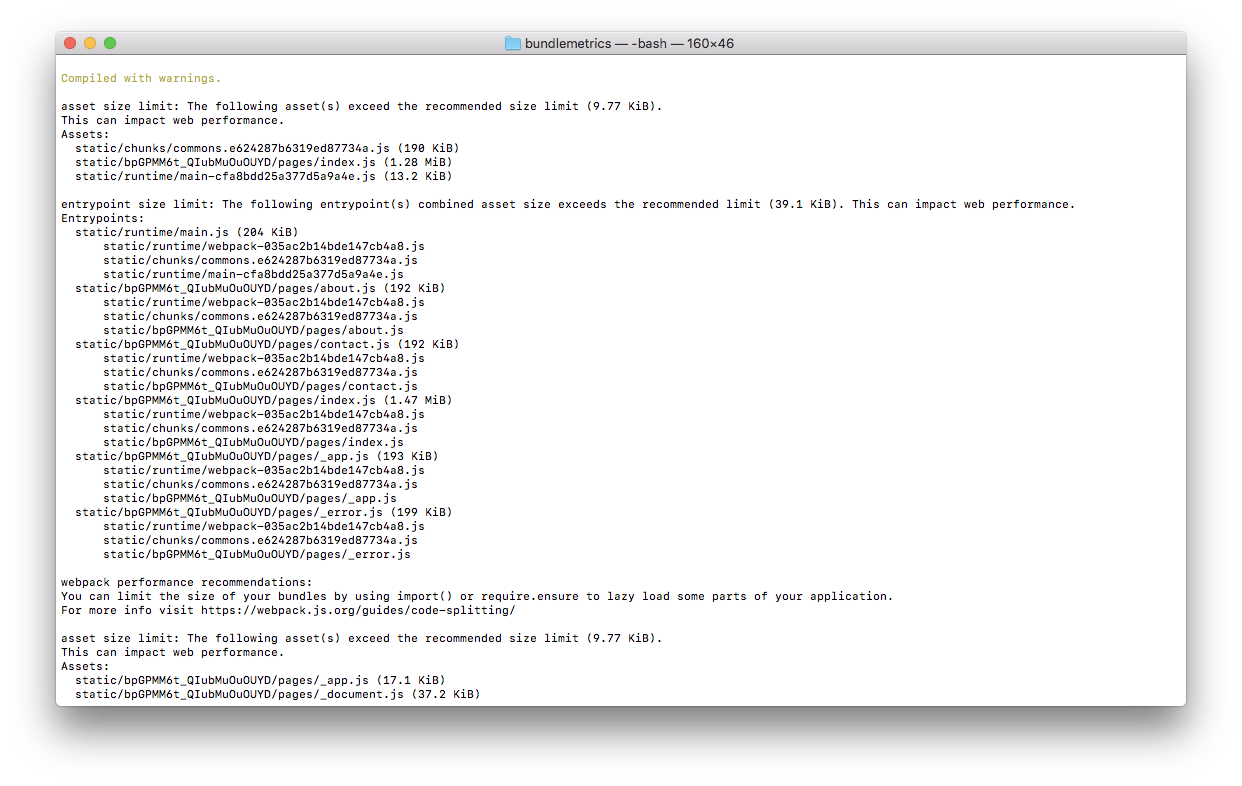 bundlemetrics — -bash — 160×46
Compiled with warnings.
asset size limit: The following asset(s) exceed the recommended size limit (9.77 KiB).
This can impact web performance.
Assets:
static/chunks/commons.e624287b6319ed87734a.js (190 KiB)
static/bpGPMM6t_QIubMuOuOUYD/pages/index.js (1.28 MiB)
static/runtime/main-cfa8bdd25a377d5a9a4e.js (13.2 KiB)
entrypoint size limit: The following entrypoint(s) combined asset size exceeds the recommended limit (39.1 KiB). This can impact web performance.
Entrypoints:
static/runtime/main.js (204 KiB)
static/runtime/webpack-035ac2b14bde147cb4a8.js
static/chunks/commons.e624287b6319ed87734a.js
static/runtime/main-cfa8bdd25a377d5a9a4e.js
static/bpGPMM6t_QIubMuOuOUYD/pages/about.js (192 KiB)
static/runtime/webpack-035ac2b14bde147cb4a8.js
static/chunks/commons.e624287b6319ed87734a.js
static/bpGPMM6t_QIubMuOuOUYD/pages/about.js
static/bpGPMM6t_QIubMuOuOUYD/pages/contact.js (192 KiB)
static/runtime/webpack-035ac2b14bde147cb4a8.js
static/chunks/commons.e624287b6319ed87734a.js
static/bpGPMM6t_QIubMuOuOUYD/pages/contact.js
static/bpGPMM6t_QIubMuOuOUYD/pages/index.js (1.47 MiB)
static/runtime/webpack-035ac2b14bde147cb4a8.js
static/chunks/commons.e624287b6319ed87734a.js
static/bpGPMM6t_QIubMuOuOUYD/pages/index.js
static/bpGPMM6t_QIubMuOuOUYD/pages/_app.js (193 KiB)
static/runtime/webpack-035ac2b14bde147cb4a8.js
static/chunks/commons.e624287b6319ed87734a.js
static/bpGPMM6t_QIubMuOuOUYD/pages/_app.js
static/bpGPMM6t_QIubMuOuOUYD/pages/_error.js (199 KiB)
static/runtime/webpack-035ac2b14bde147cb4a8.js
static/chunks/commons.e624287b6319ed87734a.js
static/bpGPMM6t_QIubMuOuOUYD/pages/_error.js
webpack performance recommendations:
You can limit the size of your bundles by using import() or require.ensure to lazy load some parts of your application.
For more info visit https://webpack.js.org/guides/code-splitting/
asset size limit: The following asset(s) exceed the recommended size limit (9.77 KiB).
This can impact web performance.
Assets:
static/bpGPMM6t_QIubMuOuOUYD/pages/_app.js (17.1 KiB)
static/bpGPMM6t_QIubMuOuOUYD/pages/_document.js (37.2 KiB)